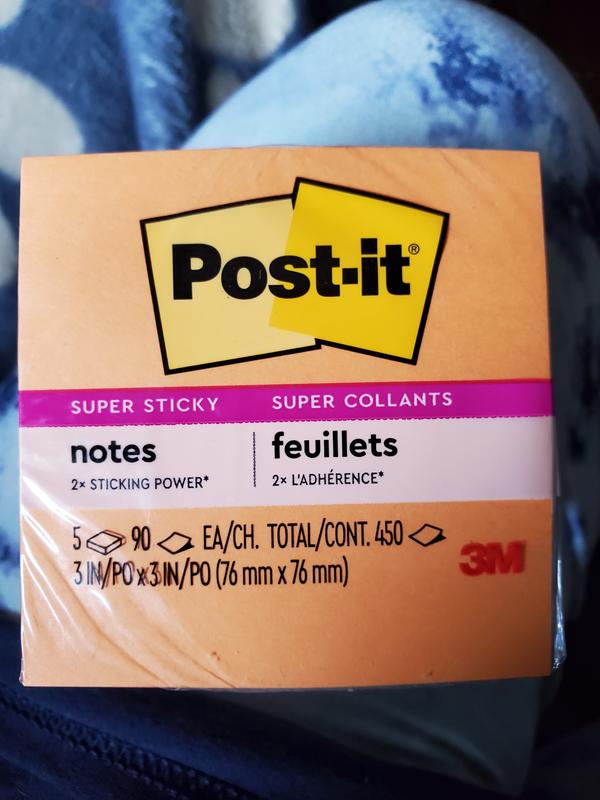 Post-it®
SUPER STICKY SUPER COLLANTS
notes feuillets
2× STICKING POWER* 2× L'ADHÉRENCE*
5 90 EA/CH. TOTAL/CONT. 450
3 IN/PO x 3 IN/PO (76 mm x 76 mm)
3M